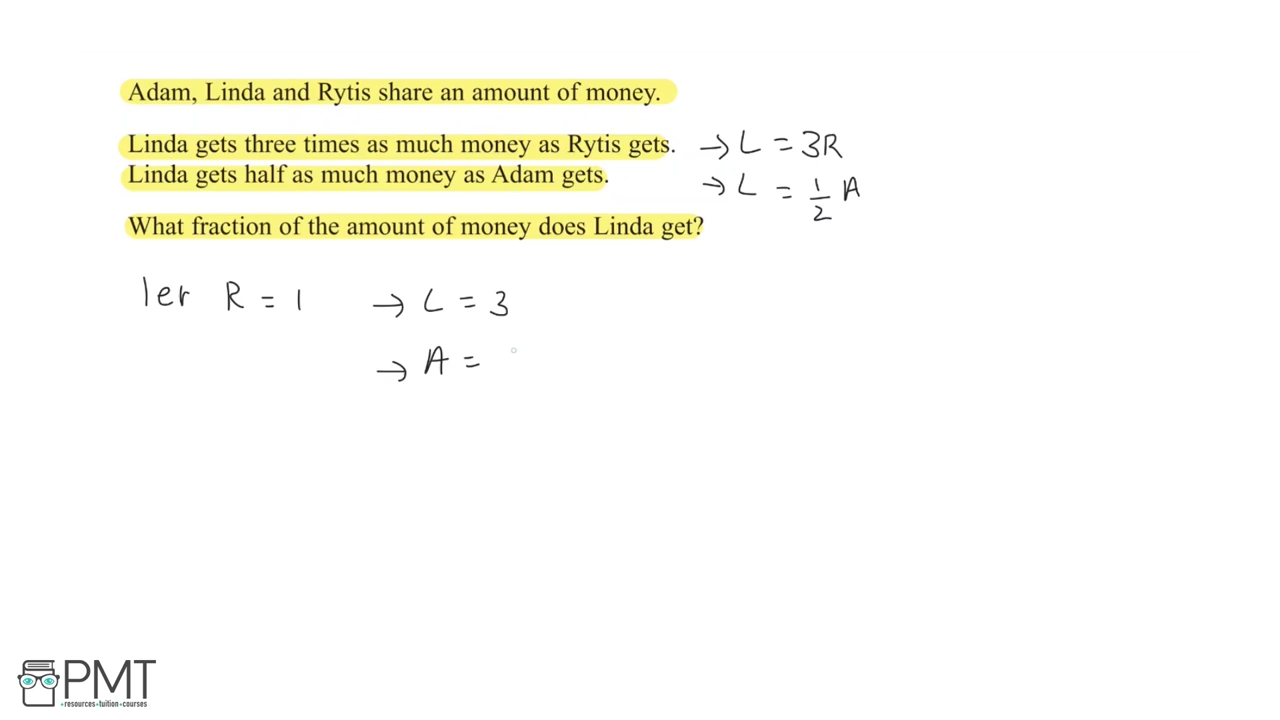 Adam, Linda and Rytis share an amount of money.
Linda gets three times as much money as Rytis gets. → L = 3R
Linda gets half as much money as Adam gets. → L = 1/2 A
What fraction of the amount of money does Linda get?
let R = 1 → L = 3
→ A =
PMT
•resources•tuition•courses